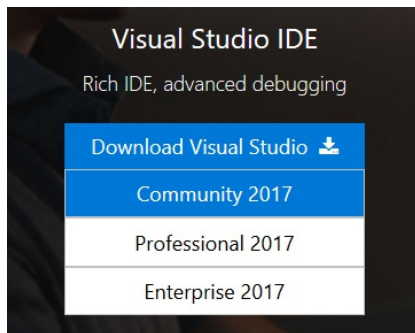 Visual Studio IDE
Rich IDE, advanced debugging
Download Visual Studio
Community 2017
Professional 2017
Enterprise 2017